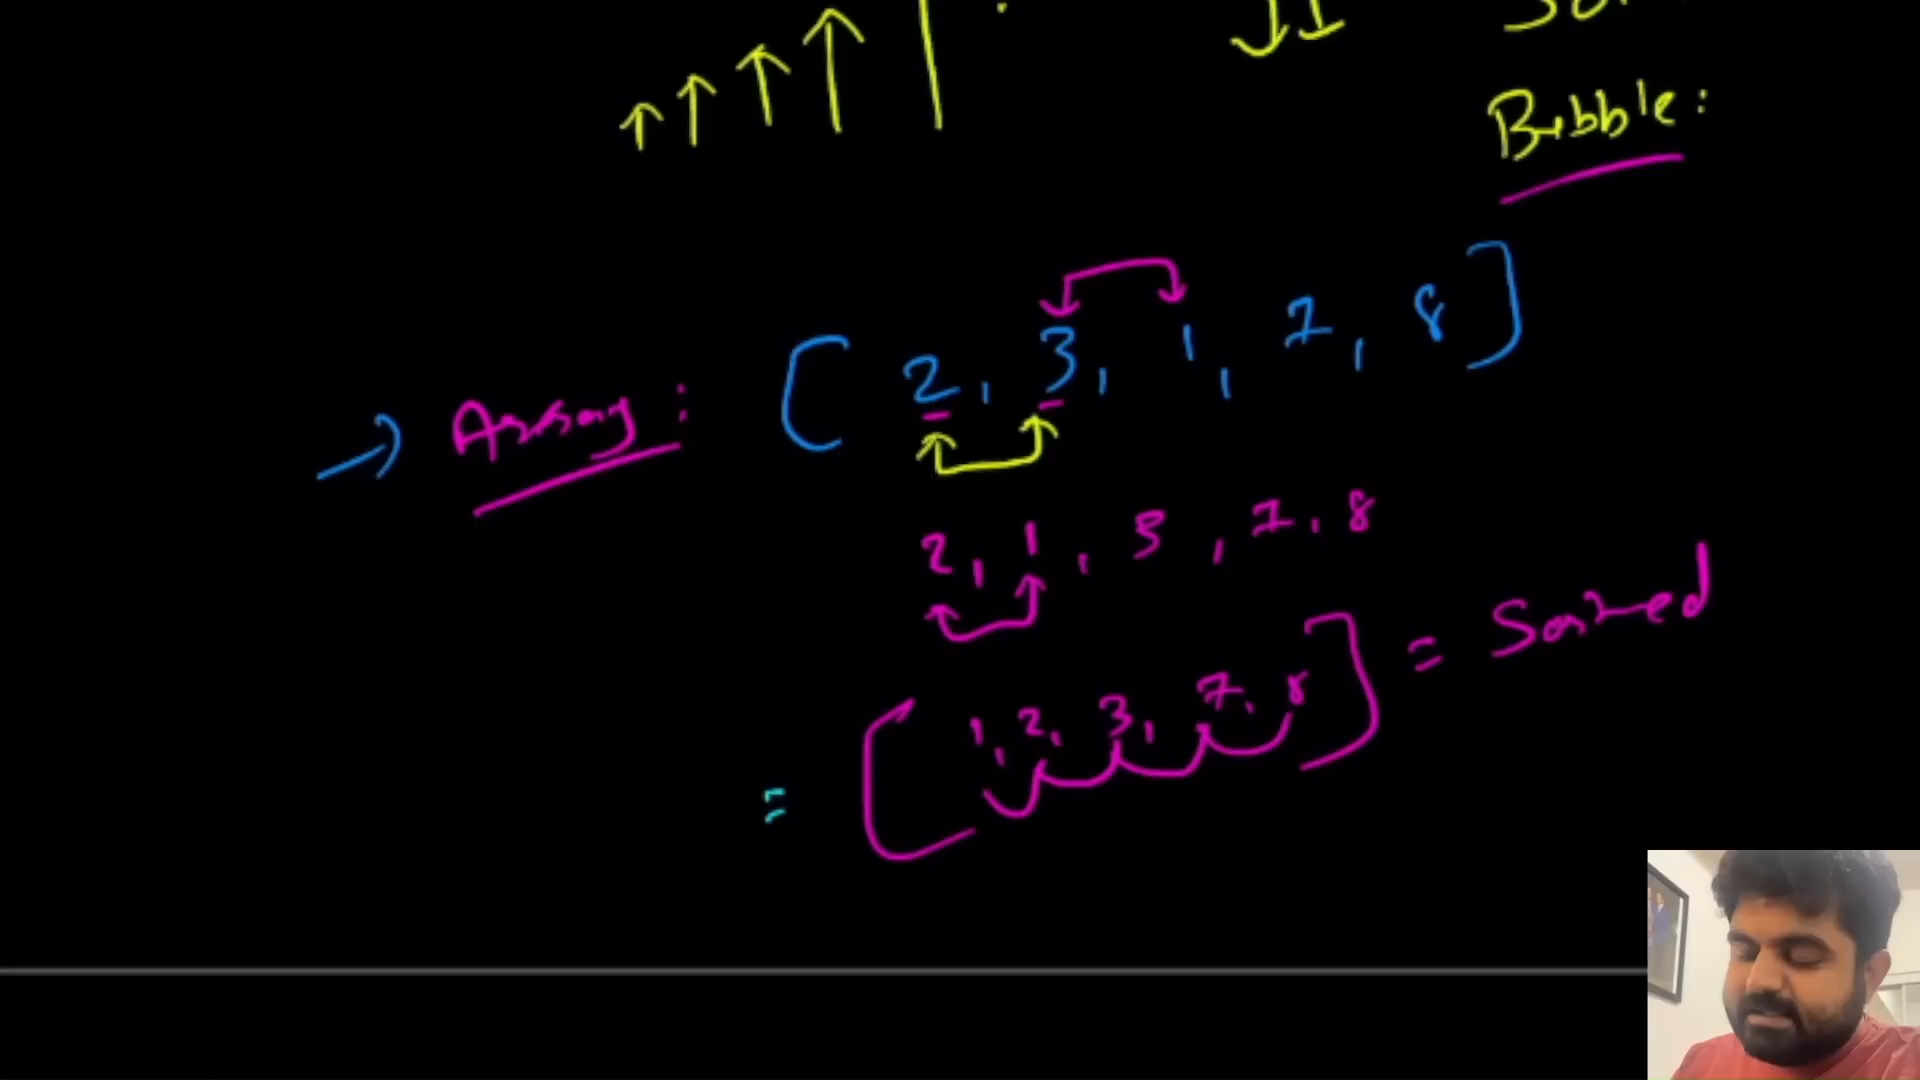 Bubble:
→ Array: [2, 3, 1, 7, 8]
2, 1, 3, 7, 8
= [1, 2, 3, 7, 8] = Sorted